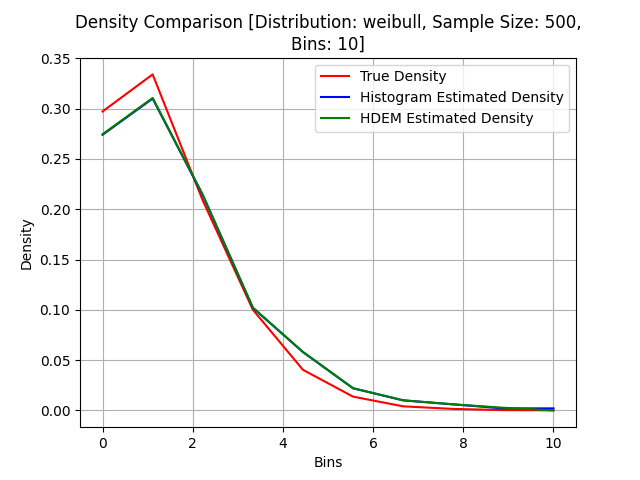 Density Comparison [Distribution: weibull, Sample Size: 500,
Bins: 10]
True Density
Histogram Estimated Density
HDEM Estimated Density
Density
0.35
0.30
0.25
0.20
0.15
0.10
0.05
0.00
0 2 4 6 8 10
Bins